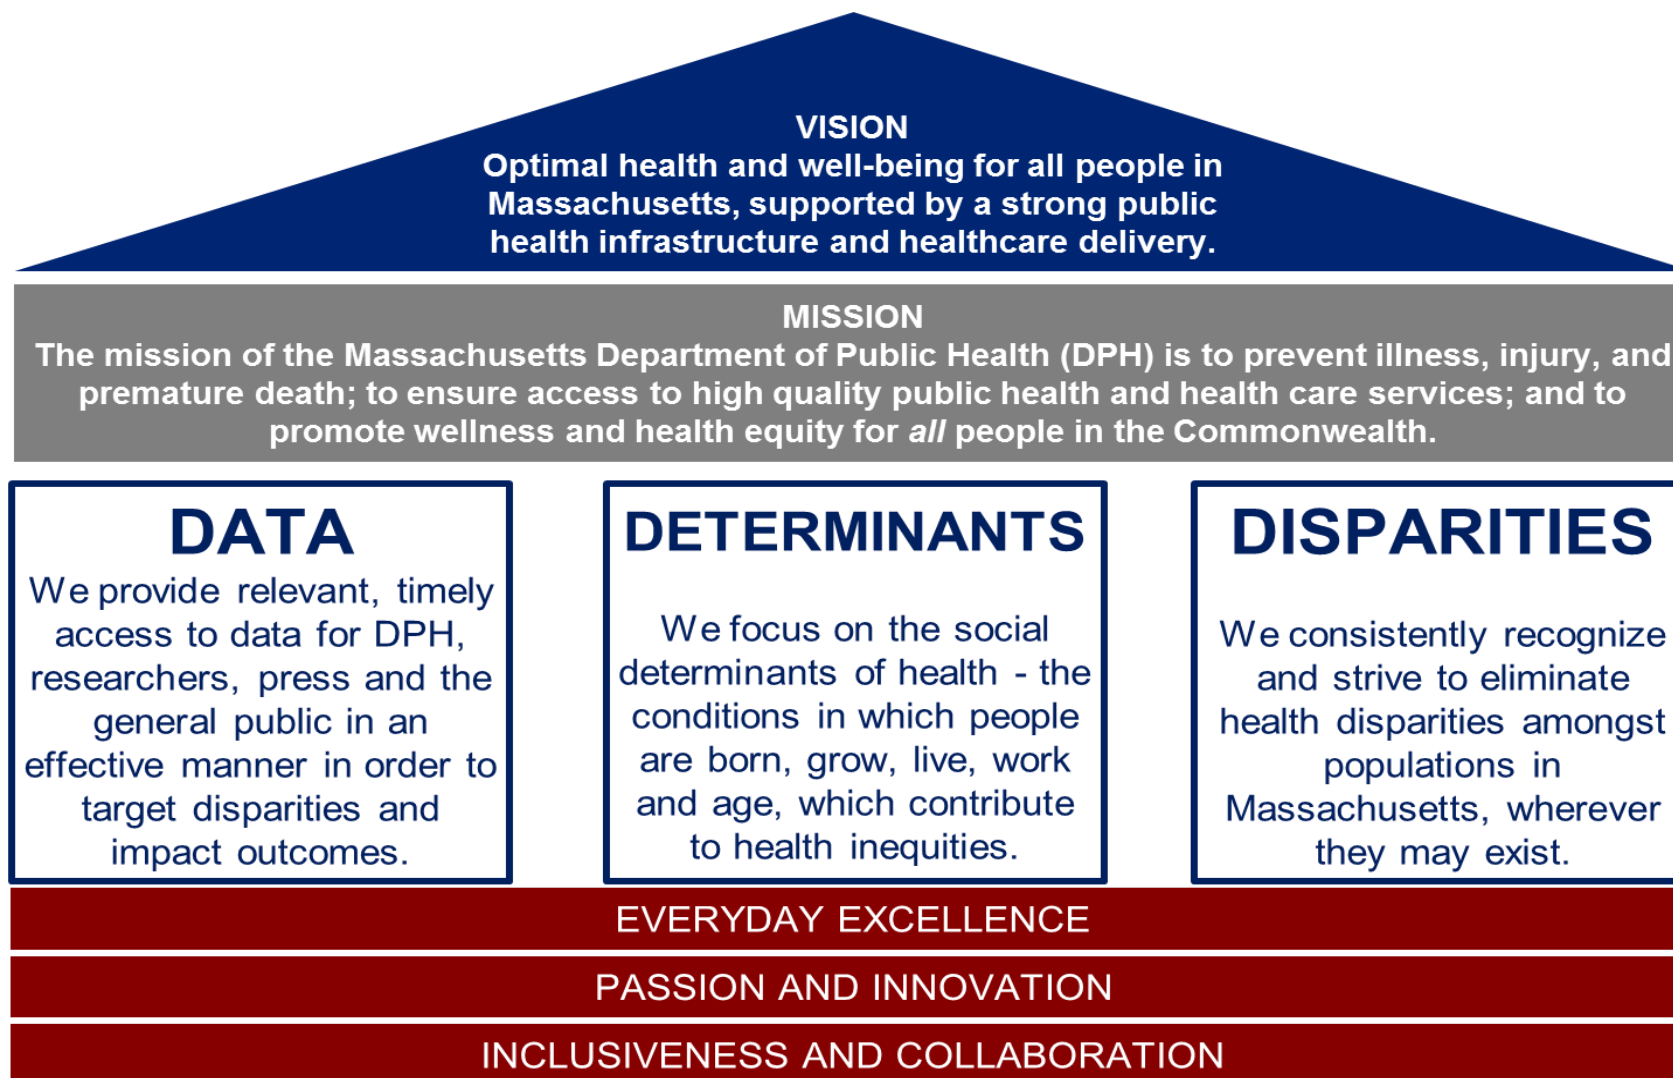 VISION
Optimal health and well-being for all people in
Massachusetts, supported by a strong public
health infrastructure and healthcare delivery.
MISSION
The mission of the Massachusetts Department of Public Health (DPH) is to prevent illness, injury, and
premature death; to ensure access to high quality public health and health care services; and to
promote wellness and health equity for all people in the Commonwealth.
DATA
We provide relevant, timely
access to data for DPH,
researchers, press and the
general public in an
effective manner in order to
target disparities and
impact outcomes.
DETERMINANTS
We focus on the social
determinants of health - the
conditions in which people
are born, grow, live, work
and age, which contribute
to health inequities.
DISPARITIES
We consistently recognize
and strive to eliminate
health disparities amongst
populations in
Massachusetts, wherever
they may exist.
EVERYDAY EXCELLENCE
PASSION AND INNOVATION
INCLUSIVENESS AND COLLABORATION